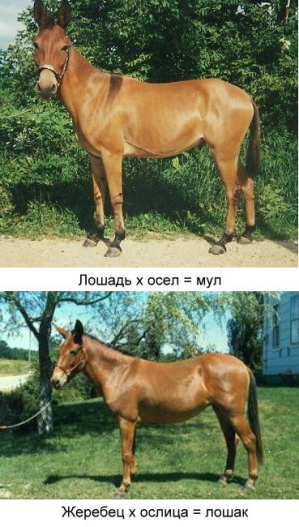 Лошадь х осел = мул
Жеребец х ослица = лошак